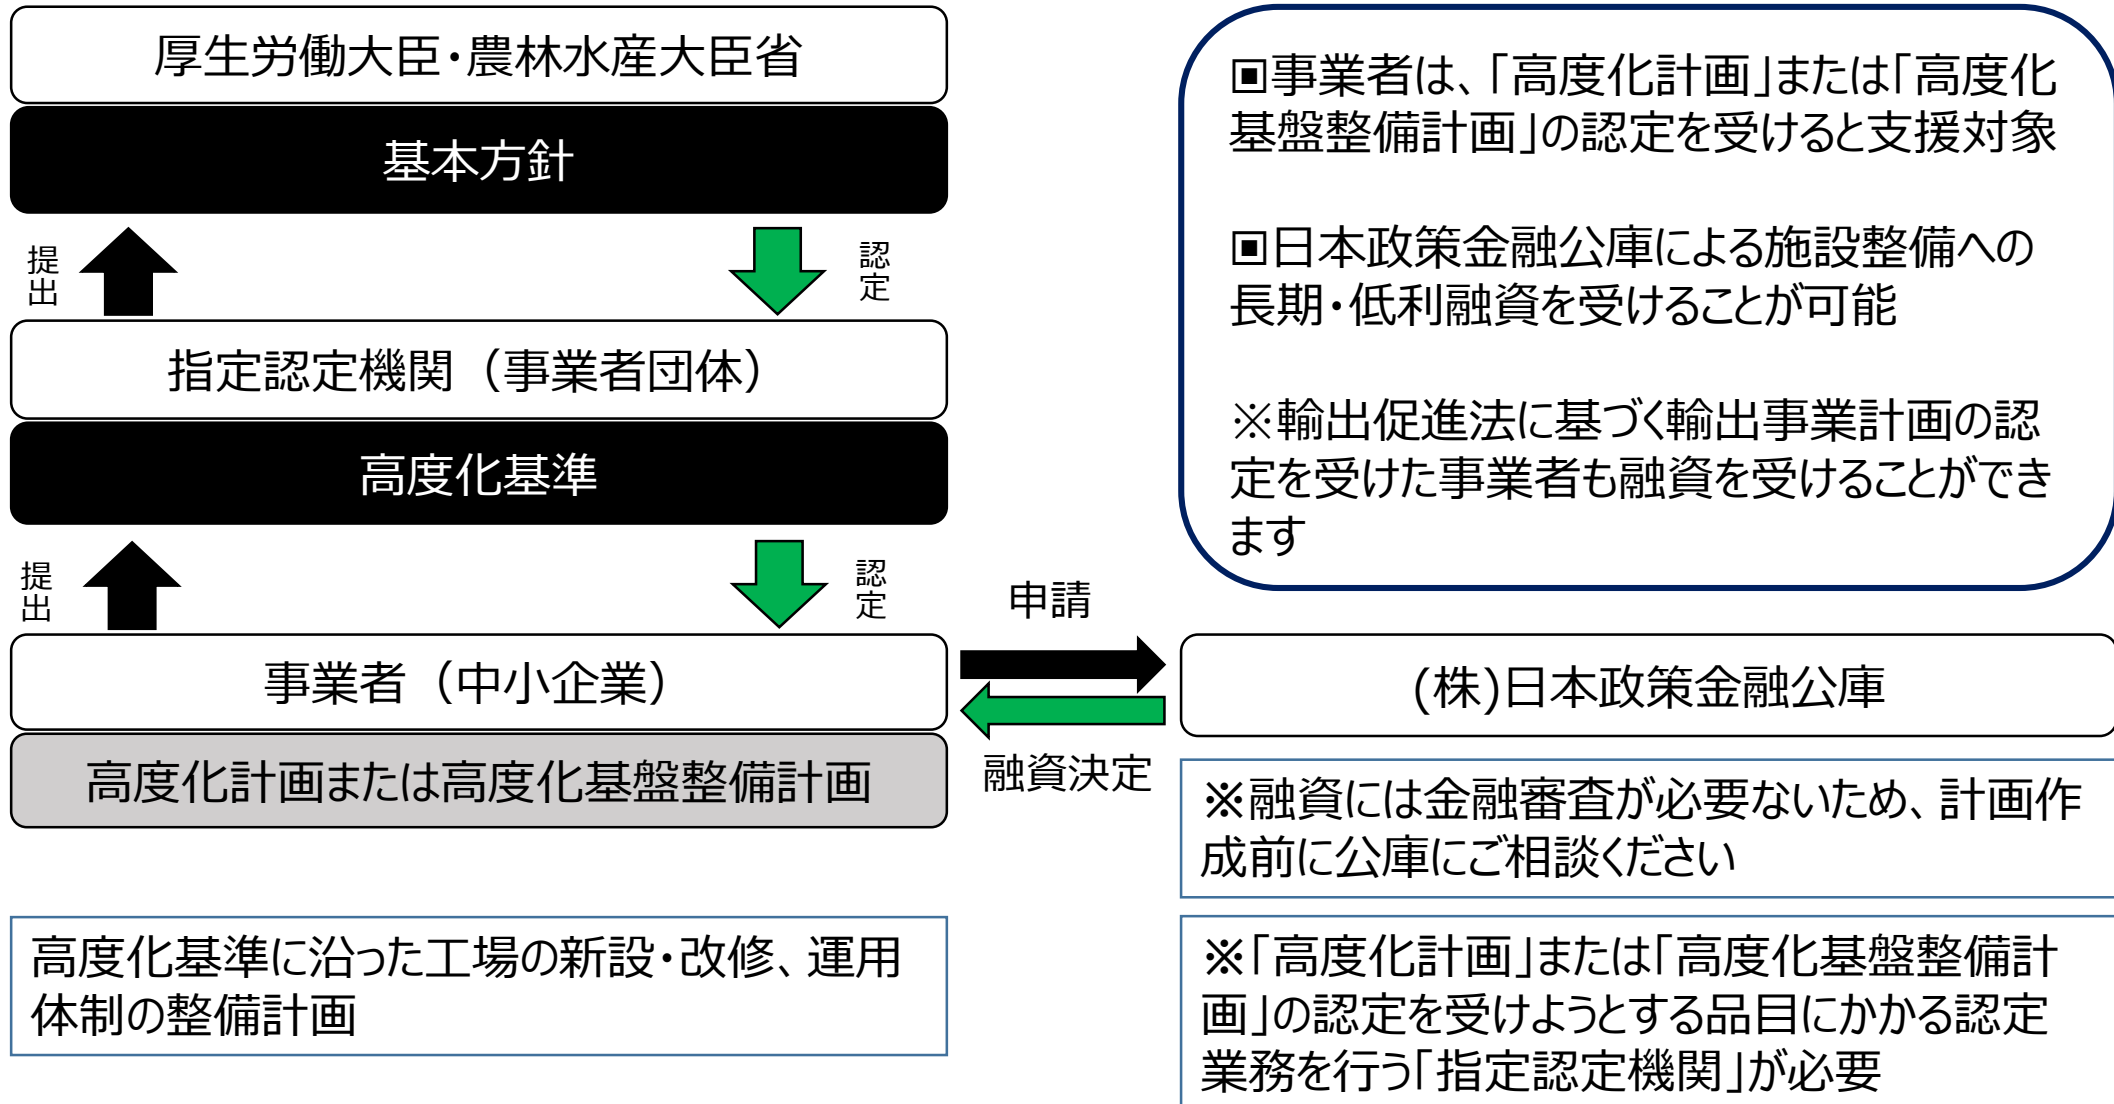 厚生労働大臣・農林水産大臣省
基本方針
提出
認定
指定認定機関（事業者団体）
高度化基準
提出
認定
事業者（中小企業）
高度化計画または高度化基盤整備計画
高度化基準に沿った工場の新設・改修、運用
体制の整備計画
申請
融資決定
▣事業者は、「高度化計画」または「高度化
基盤整備計画」の認定を受けると支援対象
▣日本政策金融公庫による施設整備への
長期・低利融資を受けることが可能
※輸出促進法に基づく輸出事業計画の認
定を受けた事業者も融資を受けることができ
ます
(株)日本政策金融公庫
※融資には金融審査が必要ないため、計画作
成前に公庫にご相談ください
※「高度化計画」または「高度化基盤整備計
画」の認定を受けようとする品目にかかる認定
業務を行う「指定認定機関」が必要